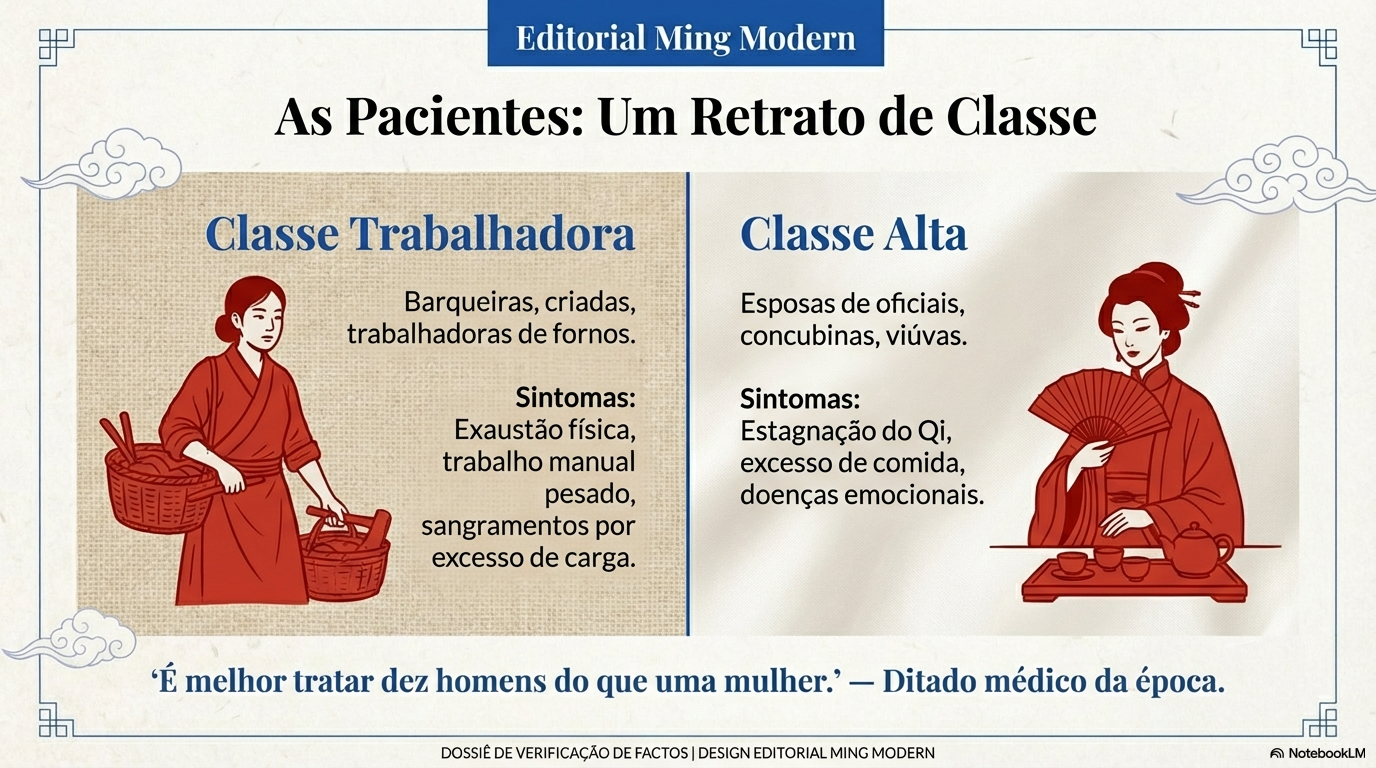 Editorial Ming Modern
As Pacientes: Um Retrato de Classe
Classe Trabalhadora
Barqueiras, criadas,
trabalhadoras de fornos.
Sintomas:
Exaustão física,
trabalho manual
pesado,
sangramentos por
excesso de carga.
Classe Alta
Esposas de oficiais,
concubinas, viúvas.
Sintomas:
Estagnação do Qi,
excesso de comida,
doenças emocionais.
‘É melhor tratar dez homens do que uma mulher.’ — Ditado médico da época.
DOSSIÊ DE VERIFICAÇÃO DE FACTOS | DESIGN EDITORIAL MING MODERN
NotebookLM